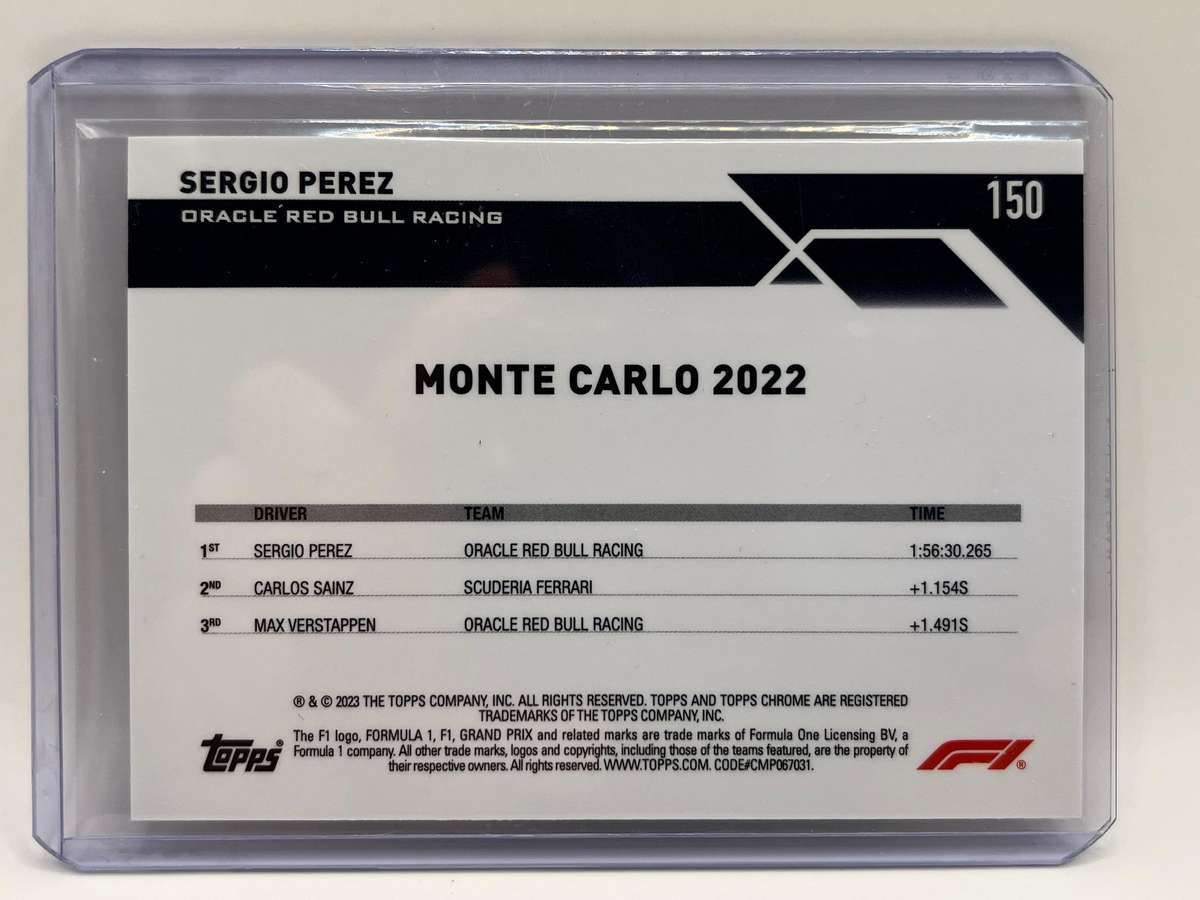 SERGIO PEREZ
150
ORACLE RED BULL RACING
MONTE CARLO 2022
DRIVER TEAM TIME
1ST SERGIO PEREZ ORACLE RED BULL RACING 1:56:30.265
2ND CARLOS SAINZ SCUDERIA FERRARI +1.154S
3RD MAX VERSTAPPEN ORACLE RED BULL RACING +1.491S
® & © 2023 THE TOPPS COMPANY, INC. ALL RIGHTS RESERVED. TOPPS AND TOPPS CHROME ARE REGISTERED
TRADEMARKS OF THE TOPPS COMPANY, INC.
The F1 logo, FORMULA 1, F1, GRAND PRIX and related marks are trade marks of Formula One Licensing BV, a
Formula 1 company. All other trade marks, logos and copyrights, including those of the teams featured, are the property of
their respective owners. All rights reserved. WWW.TOPPS.COM. CODE#CMP067031.
Topps®
F1®